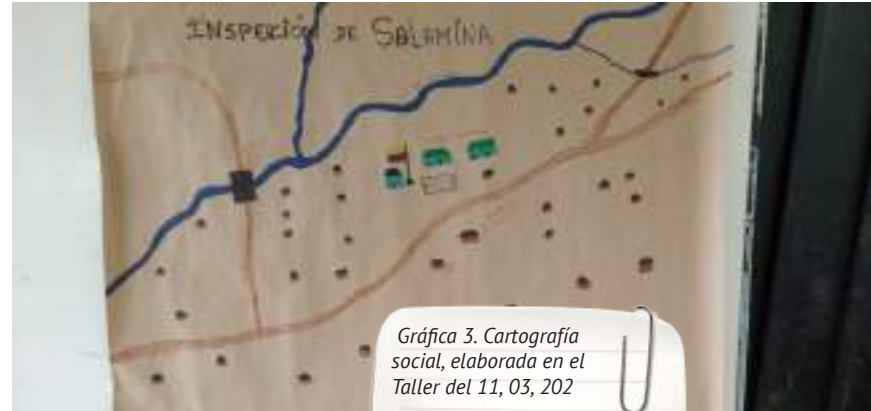 INSPECIÓN DE SALAMINA
Gráfica 3. Cartografía
social, elaborada en el
Taller del 11, 03, 202